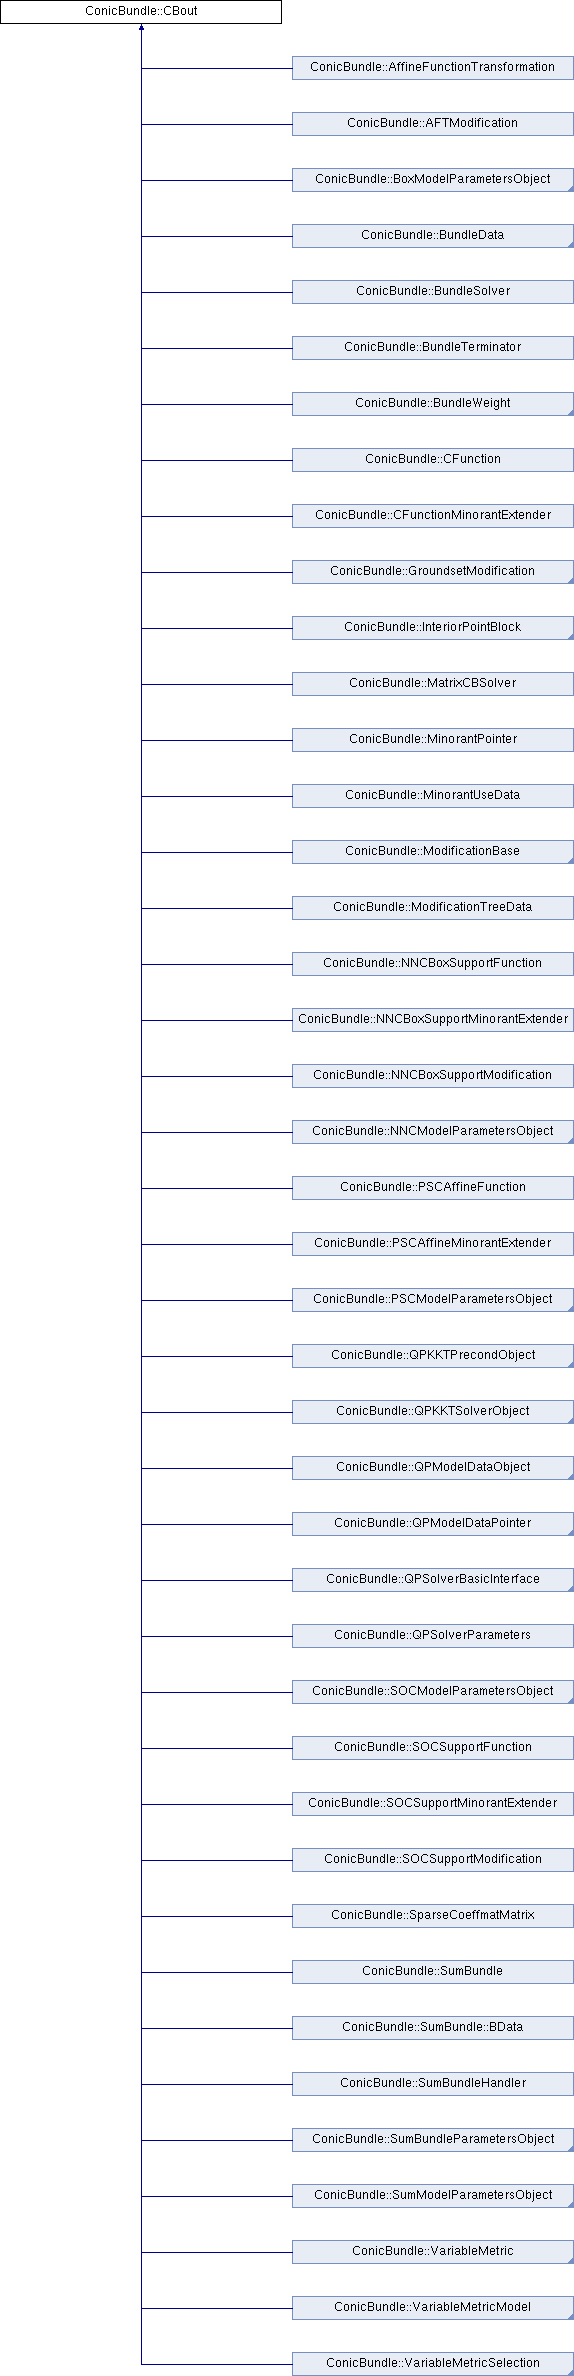 ConicBundle::CBout
ConicBundle::AffineFunctionTransformation
ConicBundle::AFTModification
ConicBundle::BoxModelParametersObject
ConicBundle::BundleData
ConicBundle::BundleSolver
ConicBundle::BundleTerminator
ConicBundle::BundleWeight
ConicBundle::CFunction
ConicBundle::CFunctionMinorantExtender
ConicBundle::GroundsetModification
ConicBundle::InteriorPointBlock
ConicBundle::MatrixCBSolver
ConicBundle::MinorantPointer
ConicBundle::MinorantUseData
ConicBundle::ModificationBase
ConicBundle::ModificationTreeData
ConicBundle::NNCBoxSupportFunction
ConicBundle::NNCBoxSupportMinorantExtender
ConicBundle::NNCBoxSupportModification
ConicBundle::NNCModelParametersObject
ConicBundle::PSCAffineFunction
ConicBundle::PSCAffineMinorantExtender
ConicBundle::PSCModelParametersObject
ConicBundle::QPKKTPrecondObject
ConicBundle::QPKKTSolverObject
ConicBundle::QPModelDataObject
ConicBundle::QPModelDataPointer
ConicBundle::QPSolverBasicInterface
ConicBundle::QPSolverParameters
ConicBundle::SOCModelParametersObject
ConicBundle::SOCSupportFunction
ConicBundle::SOCSupportMinorantExtender
ConicBundle::SOCSupportModification
ConicBundle::SparseCoeffmatMatrix
ConicBundle::SumBundle
ConicBundle::SumBundle::BData
ConicBundle::SumBundleHandler
ConicBundle::SumBundleParametersObject
ConicBundle::SumModelParametersObject
ConicBundle::VariableMetric
ConicBundle::VariableMetricModel
ConicBundle::VariableMetricSelection